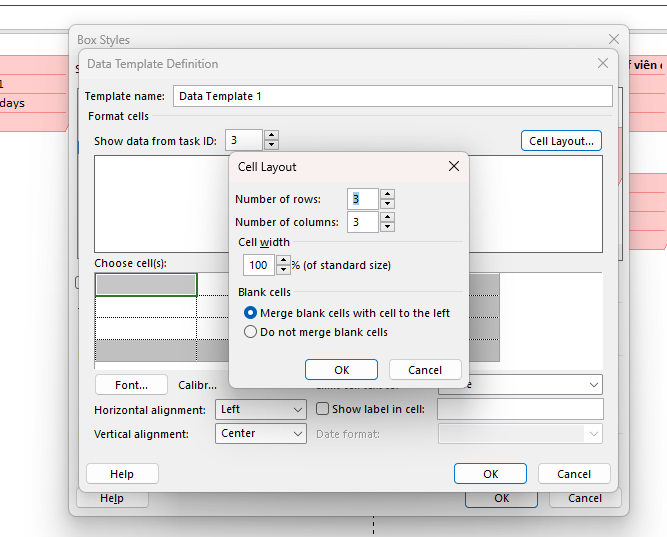 Box Styles
Data Template Definition
viên
1
days
Template name: Data Template 1
Format cells
Show data from task ID: 3
Cell Layout...
Cell Layout
Number of rows: 3
Number of columns: 3
Cell width
100 % (of standard size)
Choose cell(s):
Blank cells
Merge blank cells with cell to the left
Do not merge blank cells
OK Cancel
Font... Calibr...
Horizontal alignment: Left Show label in cell:
Vertical alignment: Center Date format:
Help OK Cancel
Help OK Cancel